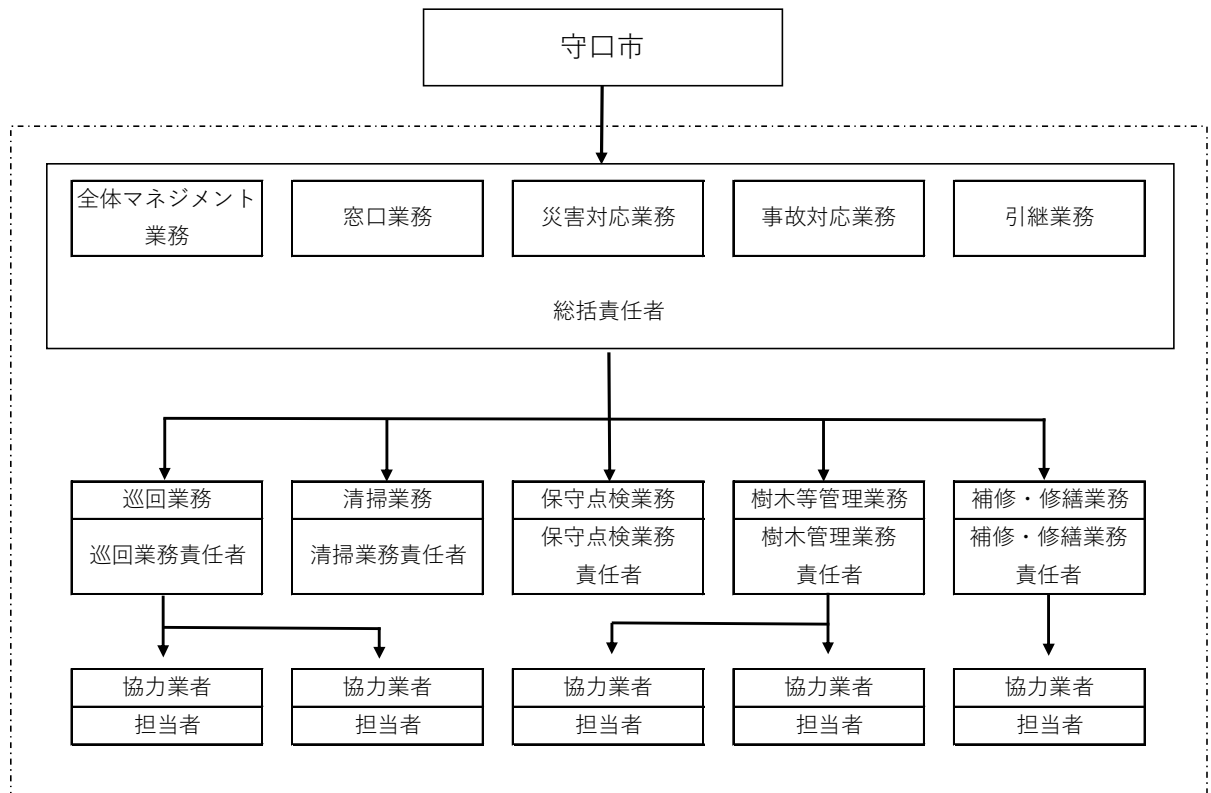 守口市
全体マネジメント
業務
窓口業務
災害対応業務
事故対応業務
引継業務
総括責任者
巡回業務
巡回業務責任者
清掃業務
清掃業務責任者
保守点検業務
保守点検業務
責任者
樹木等管理業務
樹木管理業務
責任者
補修・修繕業務
補修・修繕業務
責任者
協力業者
担当者
協力業者
担当者
協力業者
担当者
協力業者
担当者
協力業者
担当者